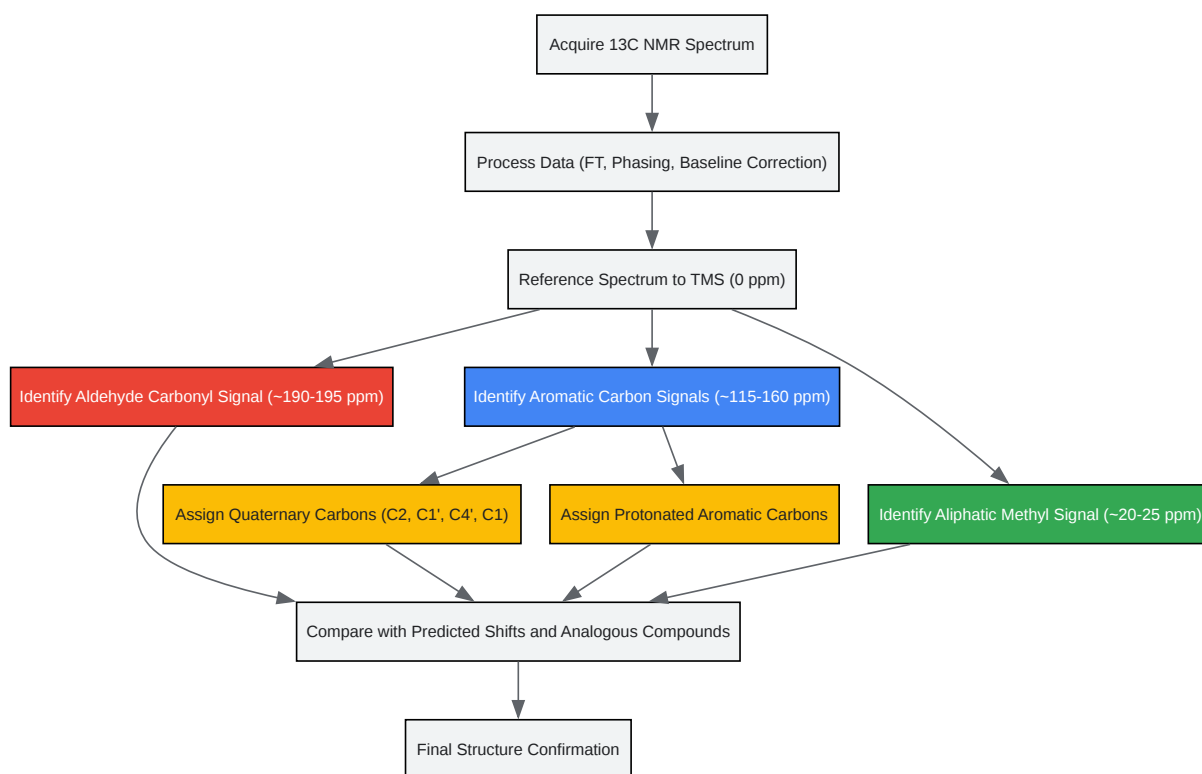 Acquire 13C NMR Spectrum
Process Data (FT, Phasing, Baseline Correction)
Reference Spectrum to TMS (0 ppm)
Identify Aldehyde Carbonyl Signal (~190-195 ppm)
Identify Aromatic Carbon Signals (~115-160 ppm)
Assign Quaternary Carbons (C2, C1', C4', C1)
Assign Protonated Aromatic Carbons
Identify Aliphatic Methyl Signal (~20-25 ppm)
Compare with Predicted Shifts and Analogous Compounds
Final Structure Confirmation